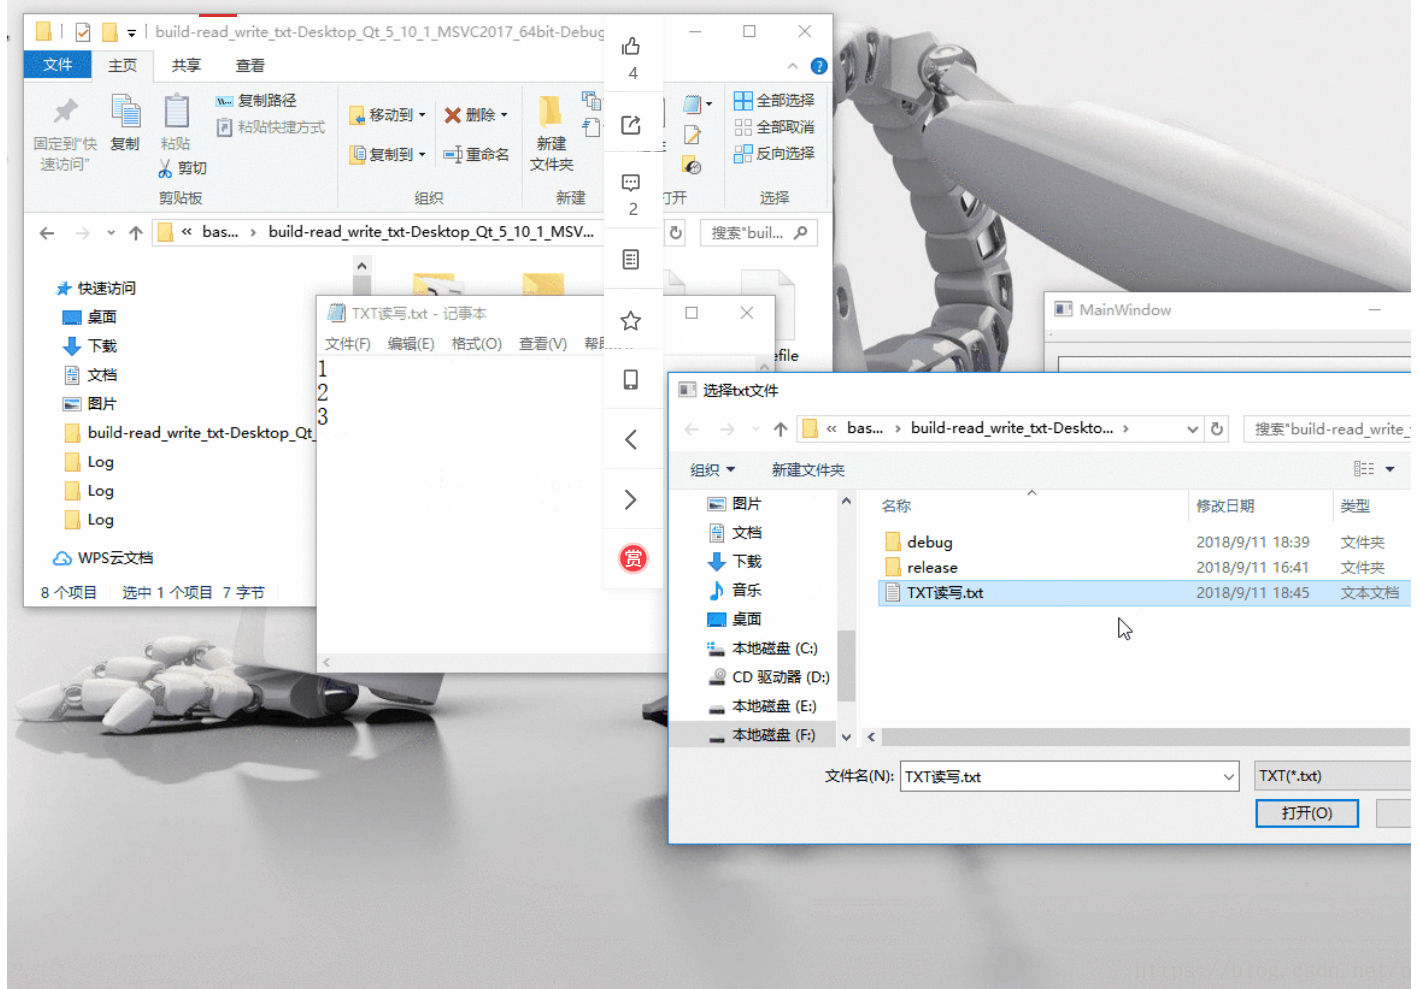 build-read_write_txt-Desktop_Qt_5_10_1_MSVC2017_64bit-Debug
文件 主页 共享 查看
固定到"快速访问"
复制
粘贴
复制路径
粘贴快捷方式
剪切
剪贴板
移动到
复制到
删除
重命名
组织
新建
文件夹
新建
打开
全部选择
全部取消
反向选择
选择
4
2
赏
« bas... › build-read_write_txt-Desktop_Qt_5_10_1_MSV...
搜索"buil...
快速访问
桌面
下载
文档
图片
build-read_write_txt-Desktop_Qt_
Log
Log
Log
WPS云文档
8 个项目 选中 1 个项目 7 字节
TXT读写.txt - 记事本
文件(F) 编辑(E) 格式(O) 查看(V)
1
2
3
efile
MainWindow
选择txt文件
« bas... › build-read_write_txt-Deskto... ›
搜索"build-read_write_
组织 新建文件夹
图片
文档
下载
音乐
桌面
本地磁盘 (C:)
CD 驱动器 (D:)
本地磁盘 (E:)
本地磁盘 (F:)
名称 修改日期 类型
debug 2018/9/11 18:39 文件夹
release 2018/9/11 16:41 文件夹
TXT读写.txt 2018/9/11 18:45 文本文档
文件名(N): TXT读写.txt TXT(*.txt)
打开(O)